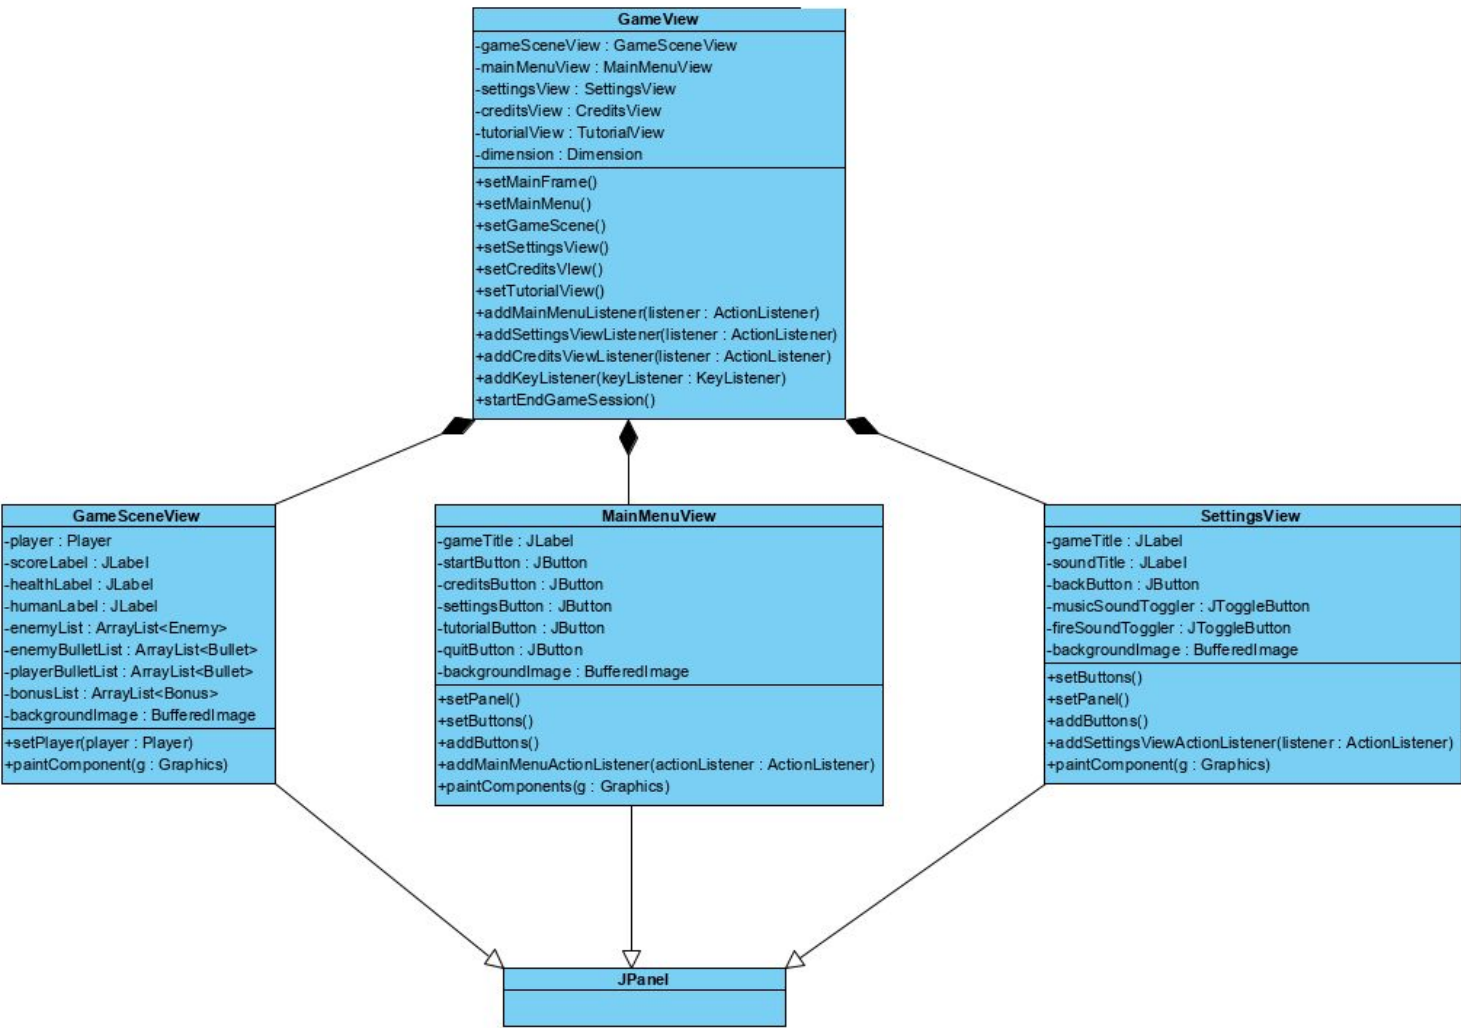 GameView
-gameSceneView : GameSceneView
-mainMenuView : MainMenuView
-settingsView : SettingsView
-creditsView : CreditsView
-tutorialView : TutorialView
-dimension : Dimension
+setMainFrame()
+setMainMenu()
+setGameScene()
+setSettingsView()
+setCreditsVIew()
+setTutorialView()
+addMainMenuListener(listener : ActionListener)
+addSettingsViewListener(listener : ActionListener)
+addCreditsViewListener(listener : ActionListener)
+addKeyListener(keyListener : KeyListener)
+startEndGameSession()
GameSceneView
-player : Player
-scoreLabel : JLabel
-healthLabel : JLabel
-humanLabel : JLabel
-enemyList : ArrayList<Enemy>
-enemyBulletList : ArrayList<Bullet>
-playerBulletList : ArrayList<Bullet>
-bonusList : ArrayList<Bonus>
-backgroundImage : BufferedImage
+setPlayer(player : Player)
+paintComponent(g : Graphics)
MainMenuView
-gameTitle : JLabel
-startButton : JButton
-creditsButton : JButton
-settingsButton : JButton
-tutorialButton : JButton
-quitButton : JButton
-backgroundImage : BufferedImage
+setPanel()
+setButtons()
+addButtons()
+addMainMenuActionListener(actionListener : ActionListener)
+paintComponents(g : Graphics)
SettingsView
-gameTitle : JLabel
-soundTitle : JLabel
-backButton : JButton
-musicSoundToggler : JToggleButton
-fireSoundToggler : JToggleButton
-backgroundImage : BufferedImage
+setButtons()
+setPanel()
+addButtons()
+addSettingsViewActionListener(listener : ActionListener)
+paintComponent(g : Graphics)
JPanel